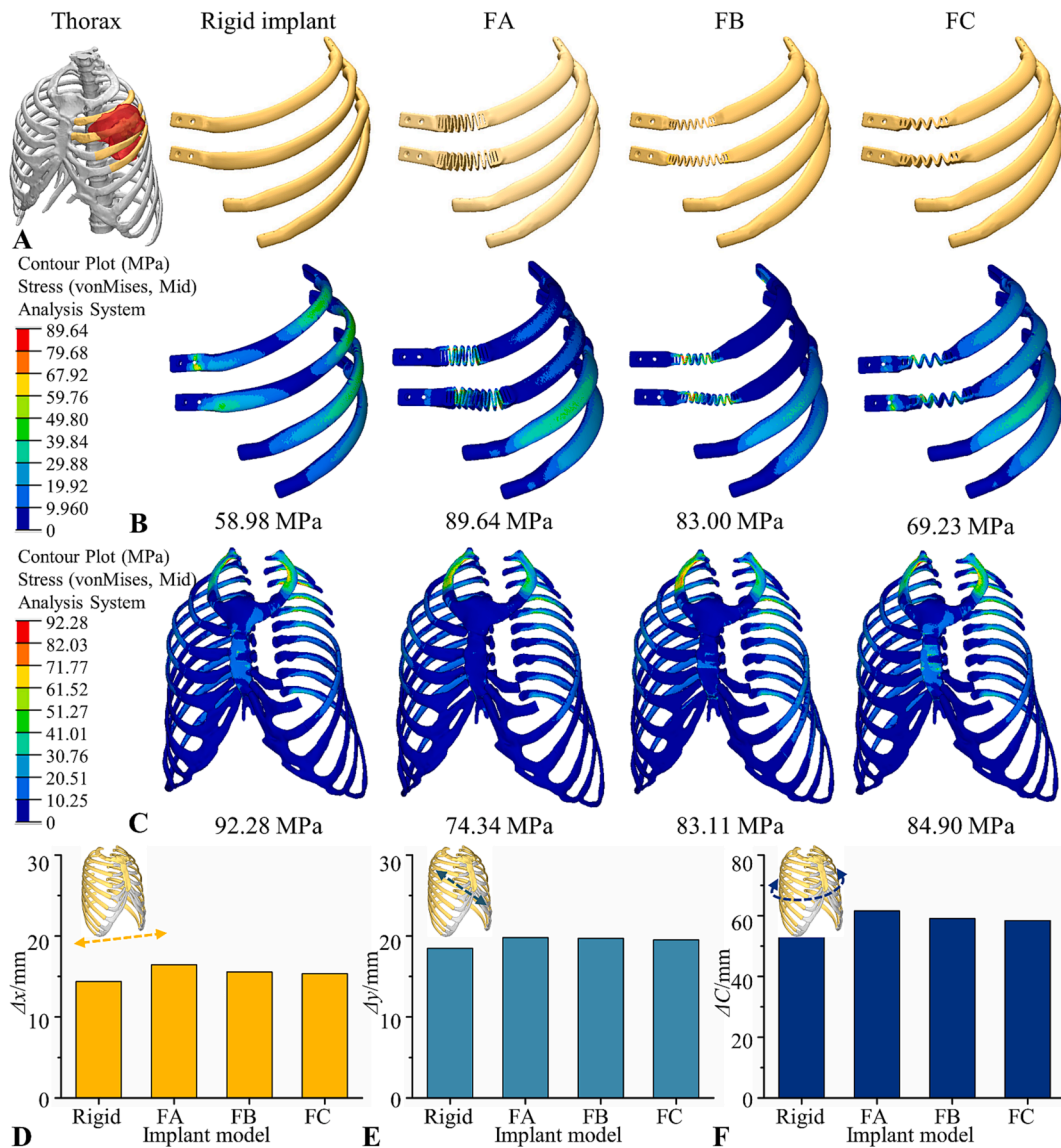 Thorax
Rigid implant
FA
FB
FC
A
Contour Plot (MPa)
Stress (vonMises, Mid)
Analysis System
89.64
79.68
67.92
59.76
49.80
39.84
29.88
19.92
9.960
0
B
58.98 MPa
89.64 MPa
83.00 MPa
69.23 MPa
Contour Plot (MPa)
Stress (vonMises, Mid)
Analysis System
92.28
82.03
71.77
61.52
51.27
41.01
30.76
20.51
10.25
0
C
92.28 MPa
74.34 MPa
83.11 MPa
84.90 MPa
30
20
10
0
Δx/mm
Rigid
FA
FB
FC
Implant model
D
30
20
10
0
Δy/mm
Rigid
FA
FB
FC
Implant model
E
80
60
40
20
0
ΔC/mm
Rigid
FA
FB
FC
Implant model
F